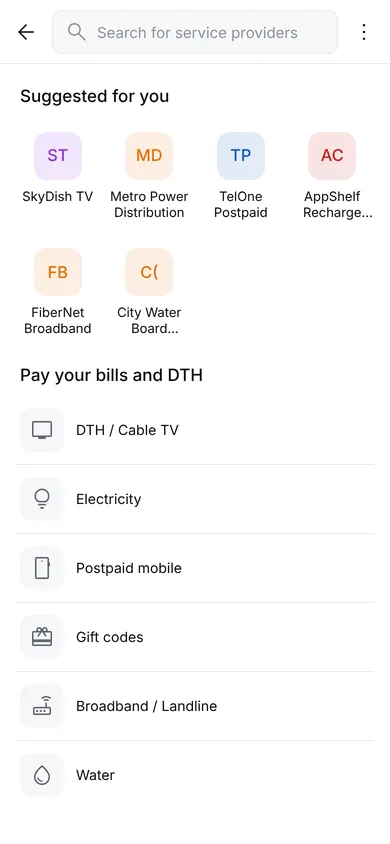 Search for service providers
Suggested for you
ST
MD
TP
AC
SkyDish TV
Metro Power
Distribution
TelOne
Postpaid
AppShelf
Recharge...
FB
C(
FiberNet
Broadband
City Water
Board...
Pay your bills and DTH
DTH / Cable TV
Electricity
Postpaid mobile
Gift codes
Broadband / Landline
Water